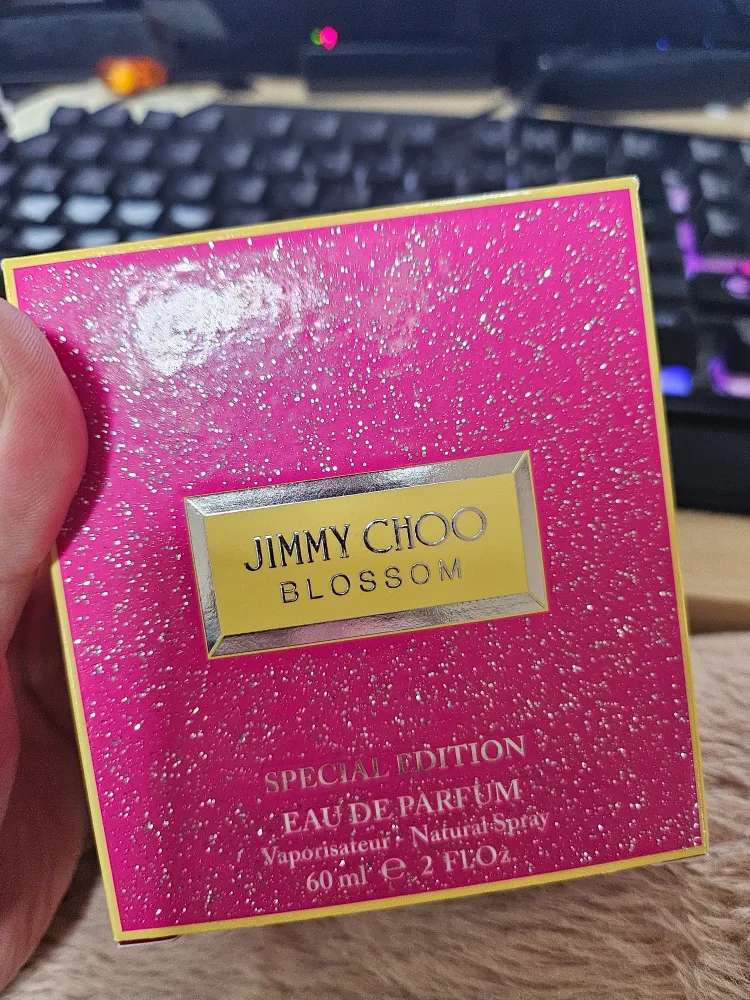 JIMMY CHOO
BLOSSOM
SPECIAL EDITION
EAU DE PARFUM
Vaporisateur · Natural Spray
60 ml ℮ 2 Fl.Oz.